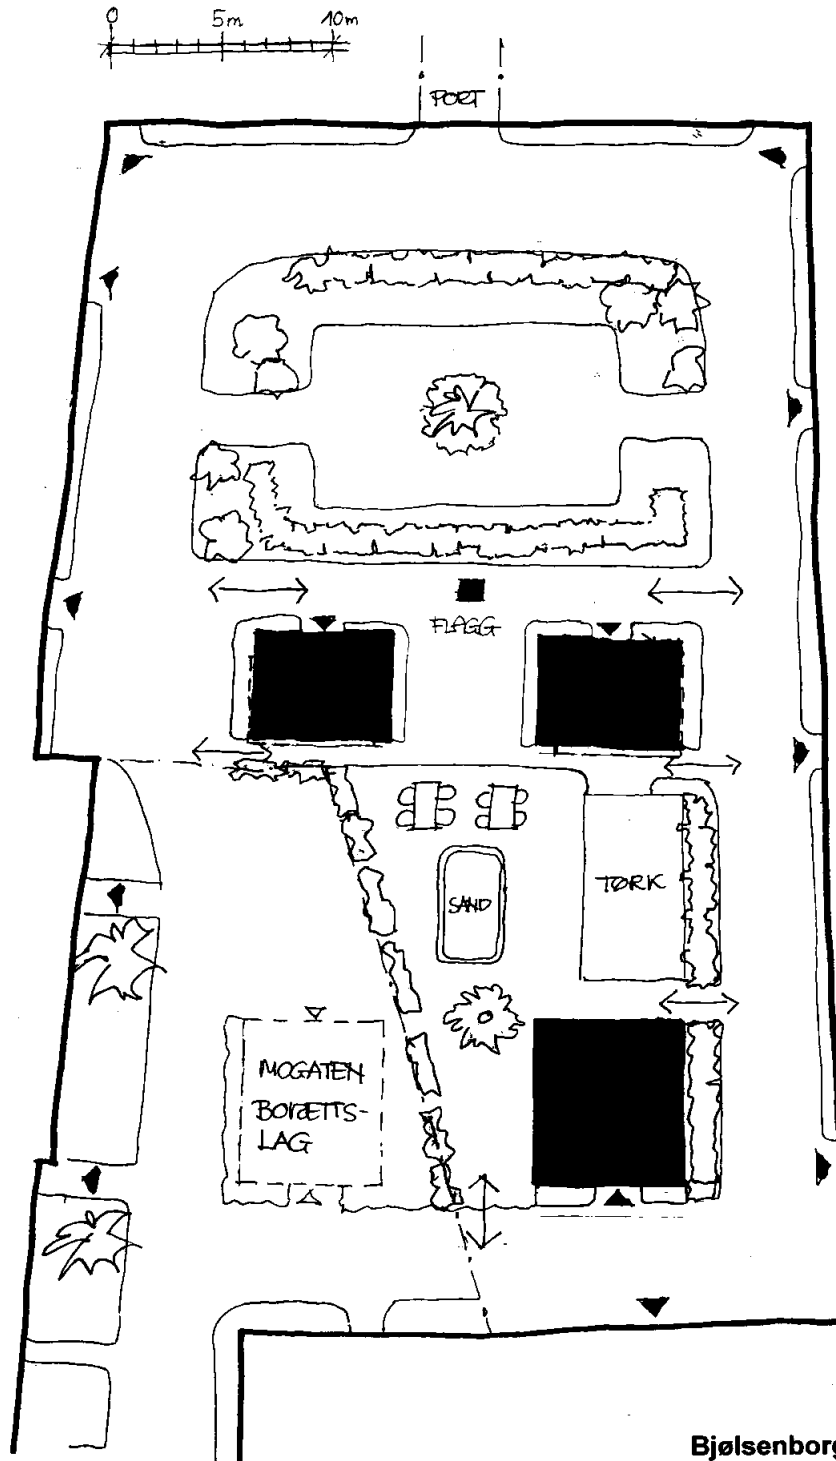 0 5m 10m
PORT
FLAGG
SAND
TØRK
MOGATEN
BORETTS-
LAG
Bjølsenborg